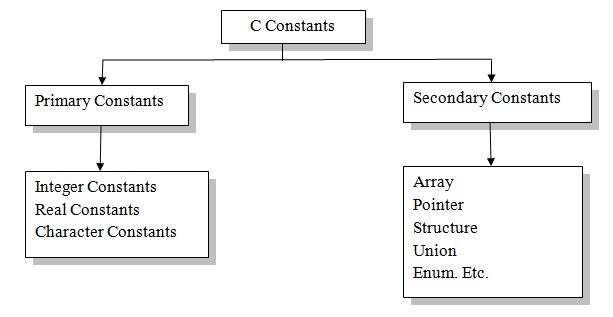 C Constants
Primary Constants
Secondary Constants
Integer Constants
Real Constants
Character Constants
Array
Pointer
Structure
Union
Enum. Etc.